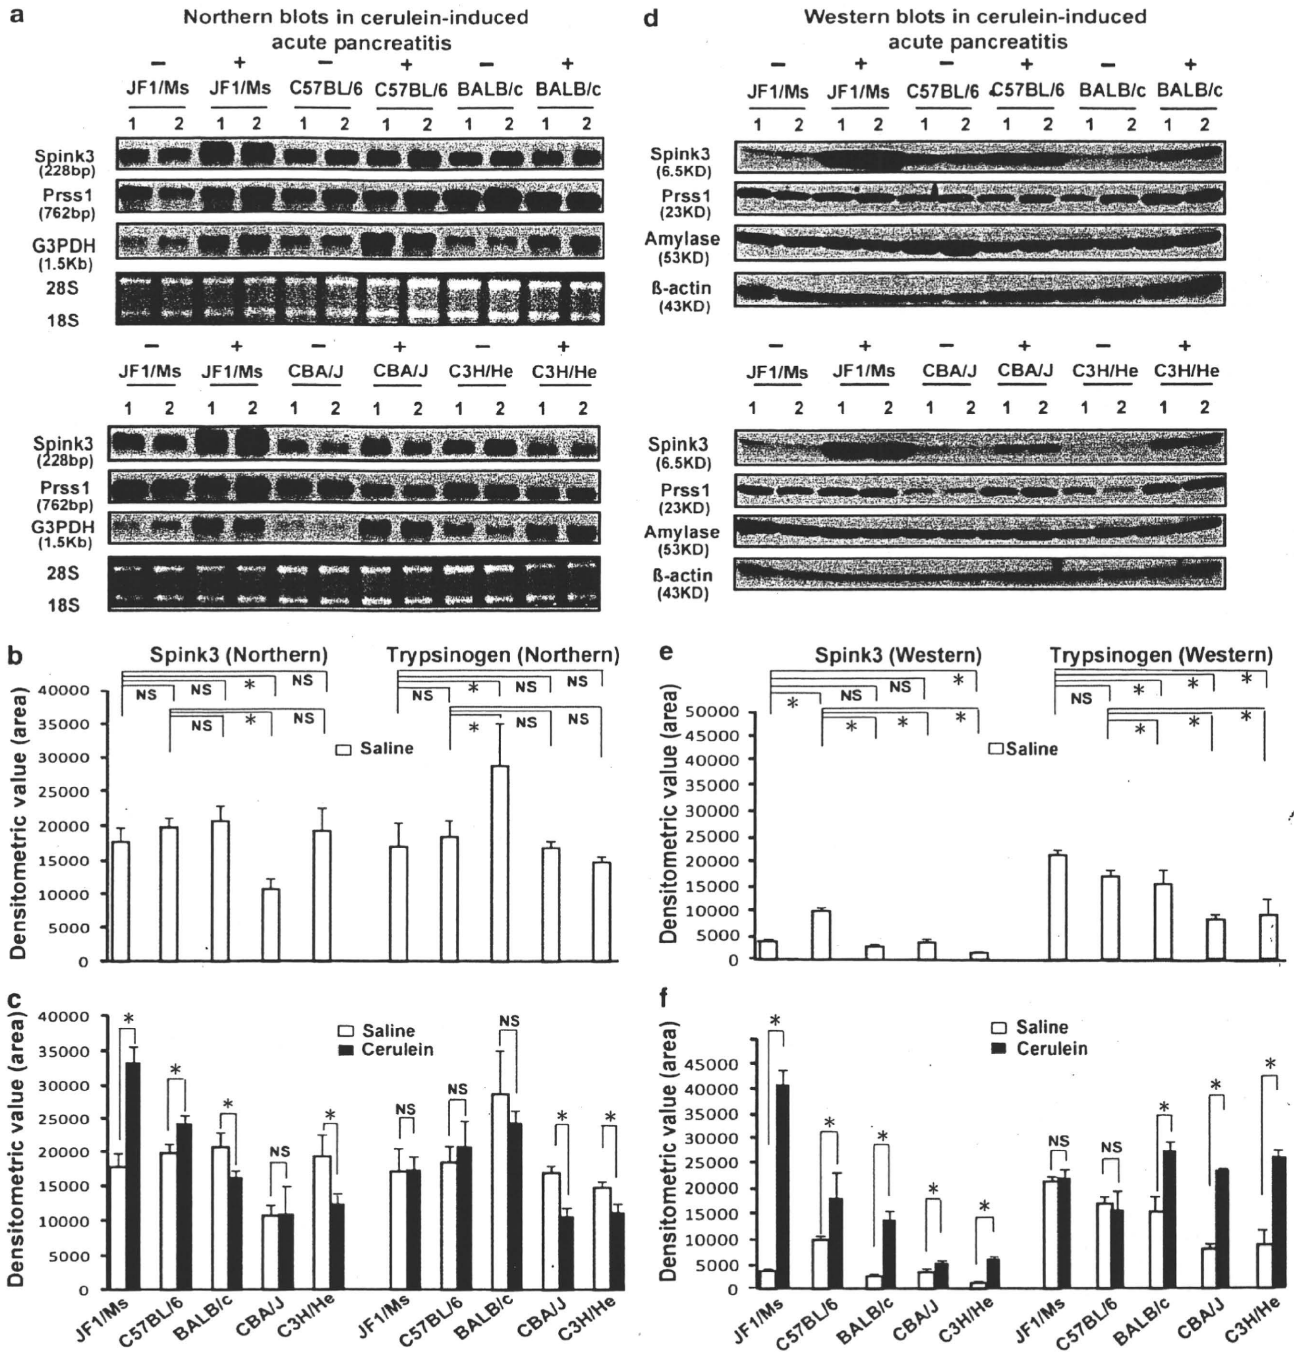 a
Northern blots in cerulein-induced
acute pancreatitis
− + − + − +
JF1/Ms JF1/Ms C57BL/6 C57BL/6 BALB/c BALB/c
1 2 1 2 1 2 1 2 1 2 1 2
Spink3
(228bp)
Prss1
(762bp)
G3PDH
(1.5Kb)
28S
18S
− + − + − +
JF1/Ms JF1/Ms CBA/J CBA/J C3H/He C3H/He
1 2 1 2 1 2 1 2 1 2 1 2
Spink3
(228bp)
Prss1
(762bp)
G3PDH
(1.5Kb)
28S
18S
d
Western blots in cerulein-induced
acute pancreatitis
− + − + − +
JF1/Ms JF1/Ms C57BL/6 C57BL/6 BALB/c BALB/c
1 2 1 2 1 2 1 2 1 2 1 2
Spink3
(6.5KD)
Prss1
(23KD)
Amylase
(53KD)
ß-actin
(43KD)
− + − + − +
JF1/Ms JF1/Ms CBA/J CBA/J C3H/He C3H/He
1 2 1 2 1 2 1 2 1 2 1 2
Spink3
(6.5KD)
Prss1
(23KD)
Amylase
(53KD)
ß-actin
(43KD)
b
Spink3 (Northern) Trypsinogen (Northern)
NS NS * NS NS * NS NS
NS * NS * NS NS
Saline
Densitometric value (area)
40000
35000
30000
25000
20000
15000
10000
5000
0
e
Spink3 (Western) Trypsinogen (Western)
* NS NS * NS * * *
* * * * * *
Saline
Densitometric value (area)
50000
45000
40000
35000
30000
25000
20000
15000
10000
5000
0
c
Saline
Cerulein
* * * NS * NS NS NS * *
Densitometric value (area)
40000
35000
30000
25000
20000
15000
10000
5000
0
JF1/Ms C57BL/6 BALB/c CBA/J C3H/He JF1/Ms C57BL/6 BALB/c CBA/J C3H/He
f
Saline
Cerulein
* * * * * NS NS * * *
Densitometric value (area)
45000
40000
35000
30000
25000
20000
15000
10000
5000
0
JF1/Ms C57BL/6 BALB/c CBA/J C3H/He JF1/Ms C57BL/6 BALB/c CBA/J C3H/He